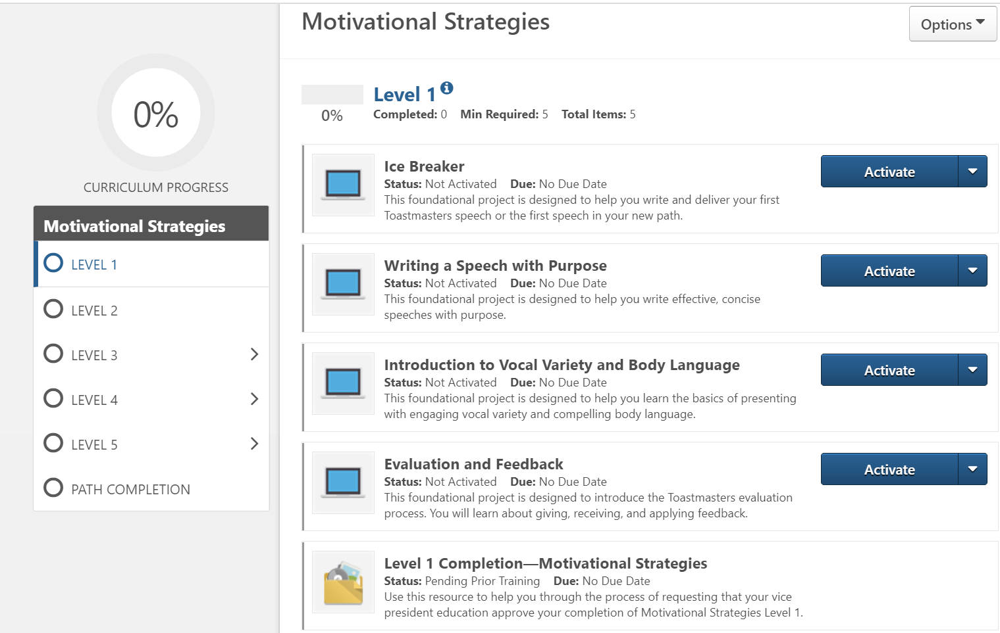 Motivational Strategies
Options
0%
CURRICULUM PROGRESS
Motivational Strategies
LEVEL 1
LEVEL 2
LEVEL 3
LEVEL 4
LEVEL 5
PATH COMPLETION
Level 1
0%
Completed: 0 Min Required: 5 Total Items: 5
Ice Breaker
Status: Not Activated Due: No Due Date
This foundational project is designed to help you write and deliver your first
Toastmasters speech or the first speech in your new path.
Activate
Writing a Speech with Purpose
Status: Not Activated Due: No Due Date
This foundational project is designed to help you write effective, concise
speeches with purpose.
Activate
Introduction to Vocal Variety and Body Language
Status: Not Activated Due: No Due Date
This foundational project is designed to help you learn the basics of presenting
with engaging vocal variety and compelling body language.
Activate
Evaluation and Feedback
Status: Not Activated Due: No Due Date
This foundational project is designed to introduce the Toastmasters evaluation
process. You will learn about giving, receiving, and applying feedback.
Activate
Level 1 Completion—Motivational Strategies
Status: Pending Prior Training Due: No Due Date
Use this resource to help you through the process of requesting that your vice
president education approve your completion of Motivational Strategies Level 1.